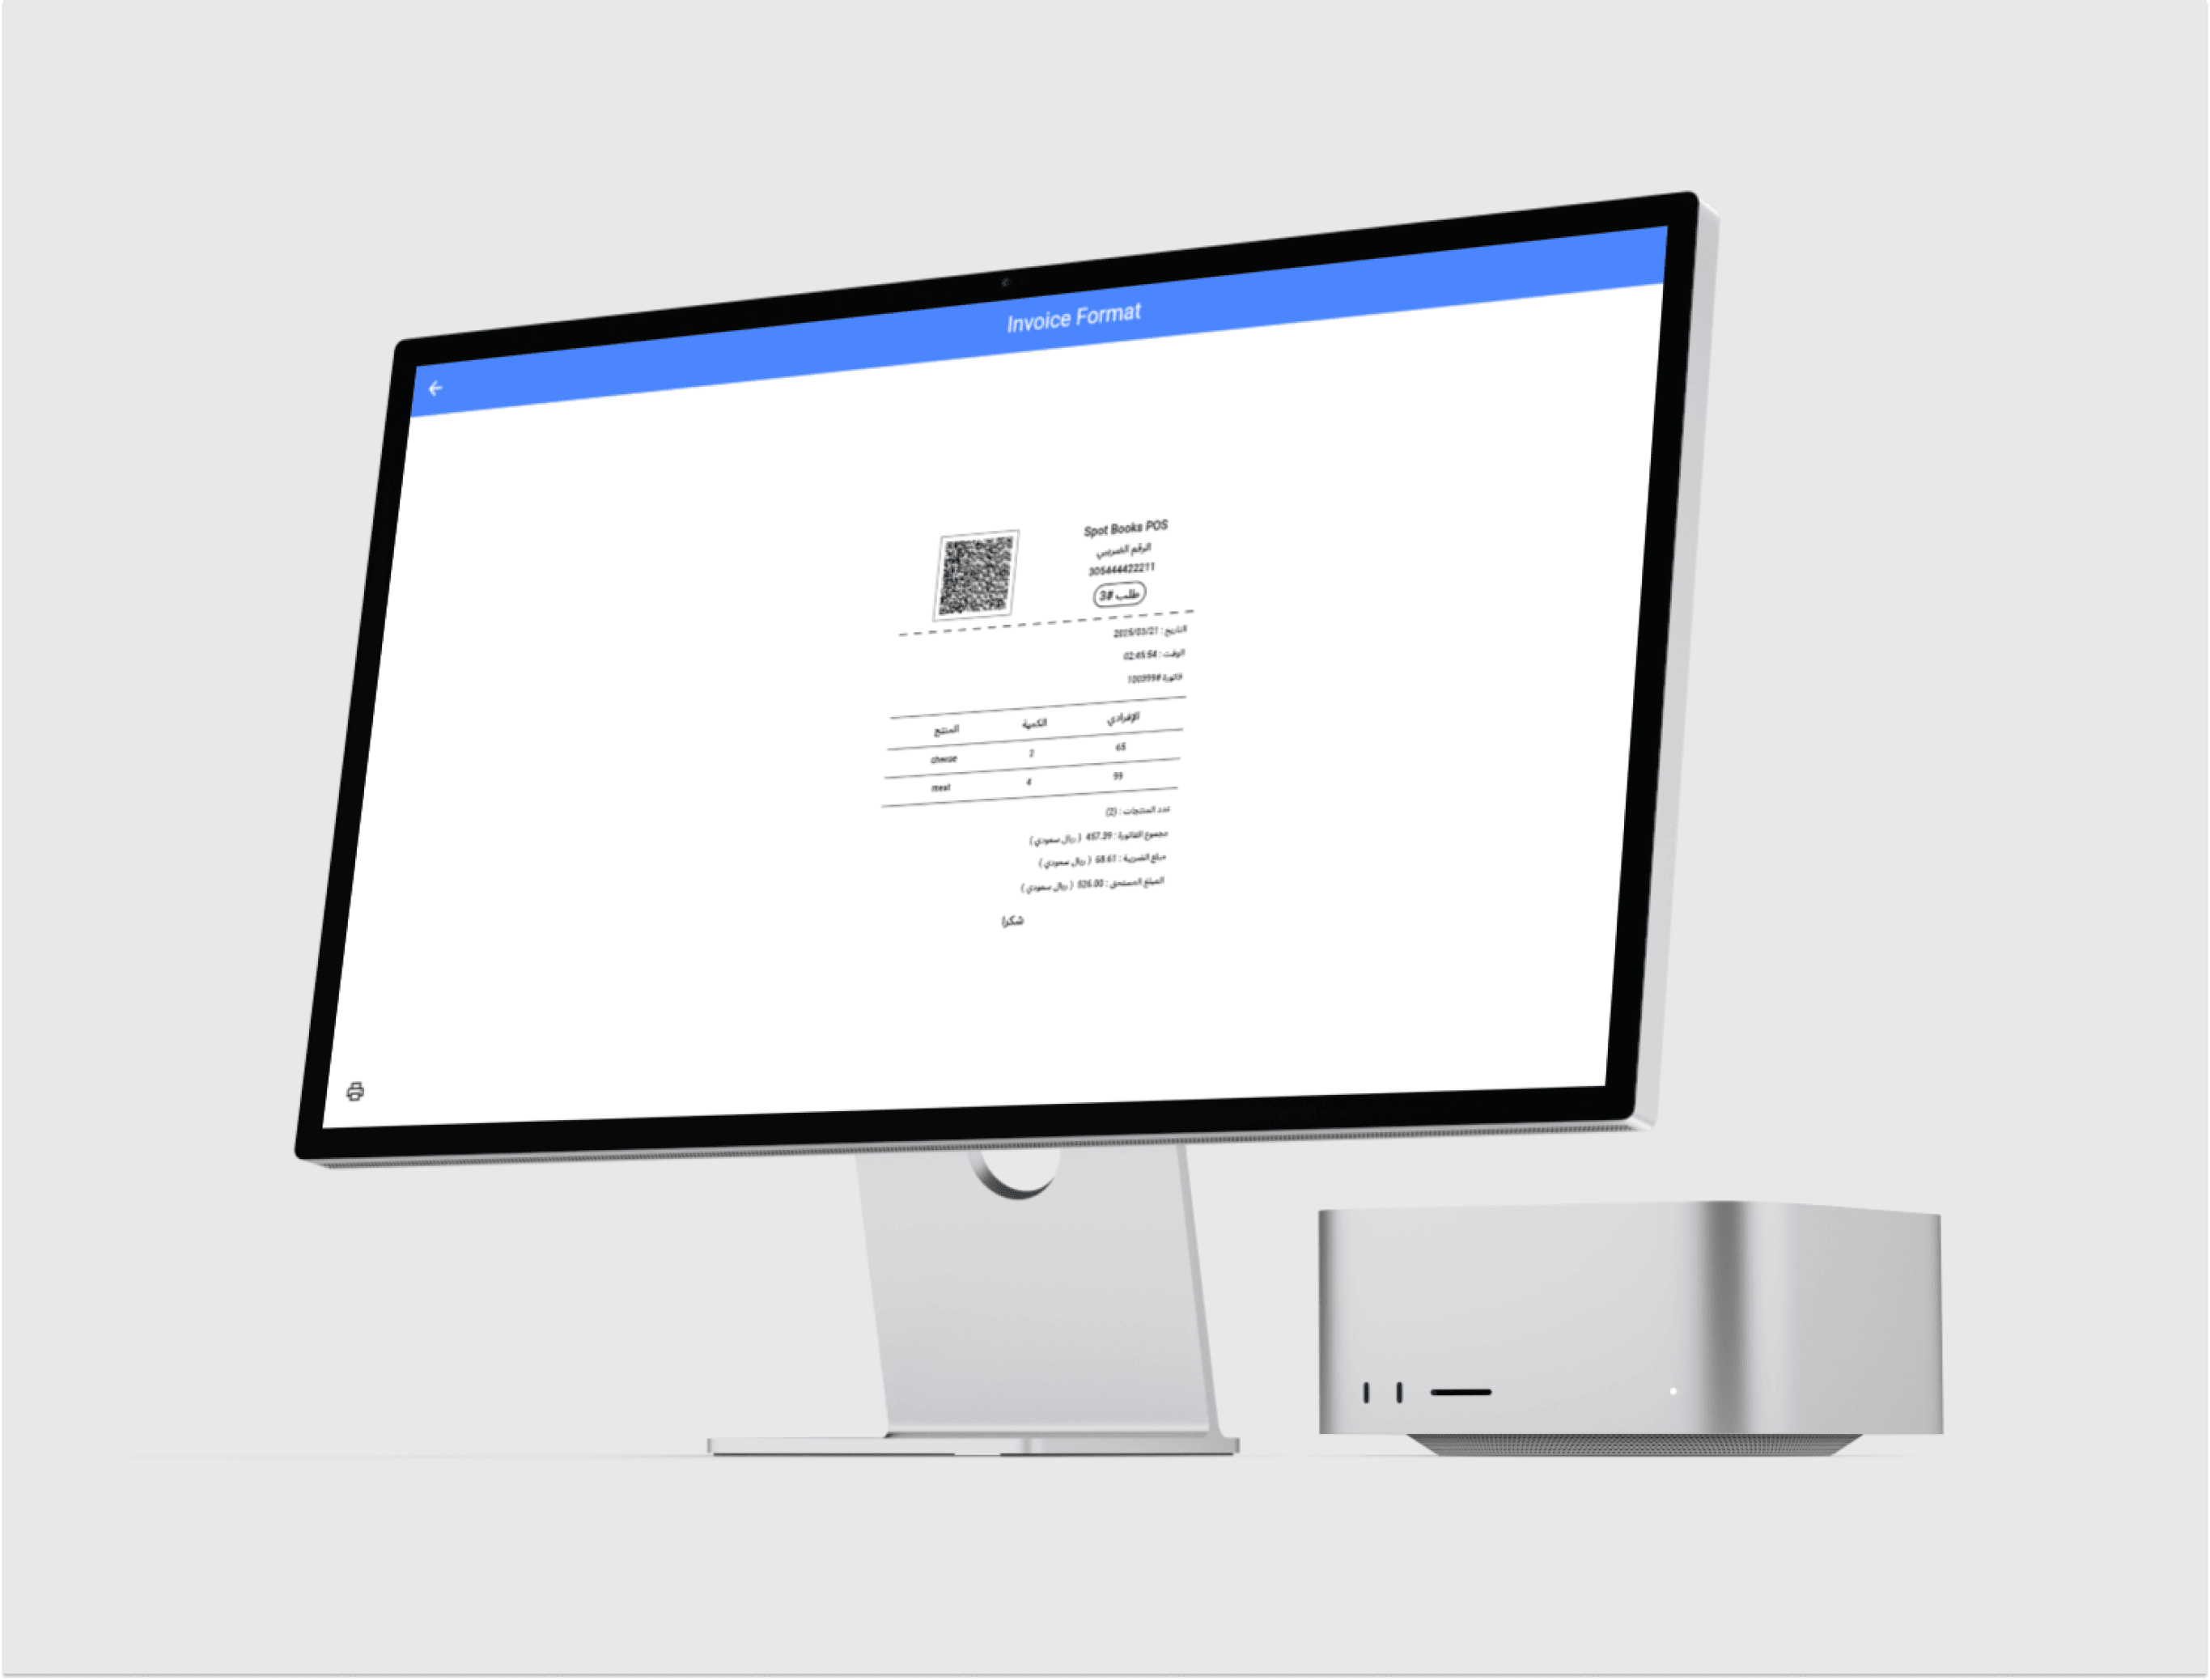 Invoice Format
Spot Books POS
الرقم الضريبي
305444422211
طلب #3
التاريخ : 2025/03/21
الوقت : 02:45:54
فاتورة #100399
المنتج الكمية الإفرادي
cheese 2 65
meat 4 99
عدد المنتجات : (2)
مجموع الفاتورة : 457.39 ( ريال سعودي )
مبلغ الضريبة : 68.61 ( ريال سعودي )
المبلغ المستحق : 526.00 ( ريال سعودي )
شكرا